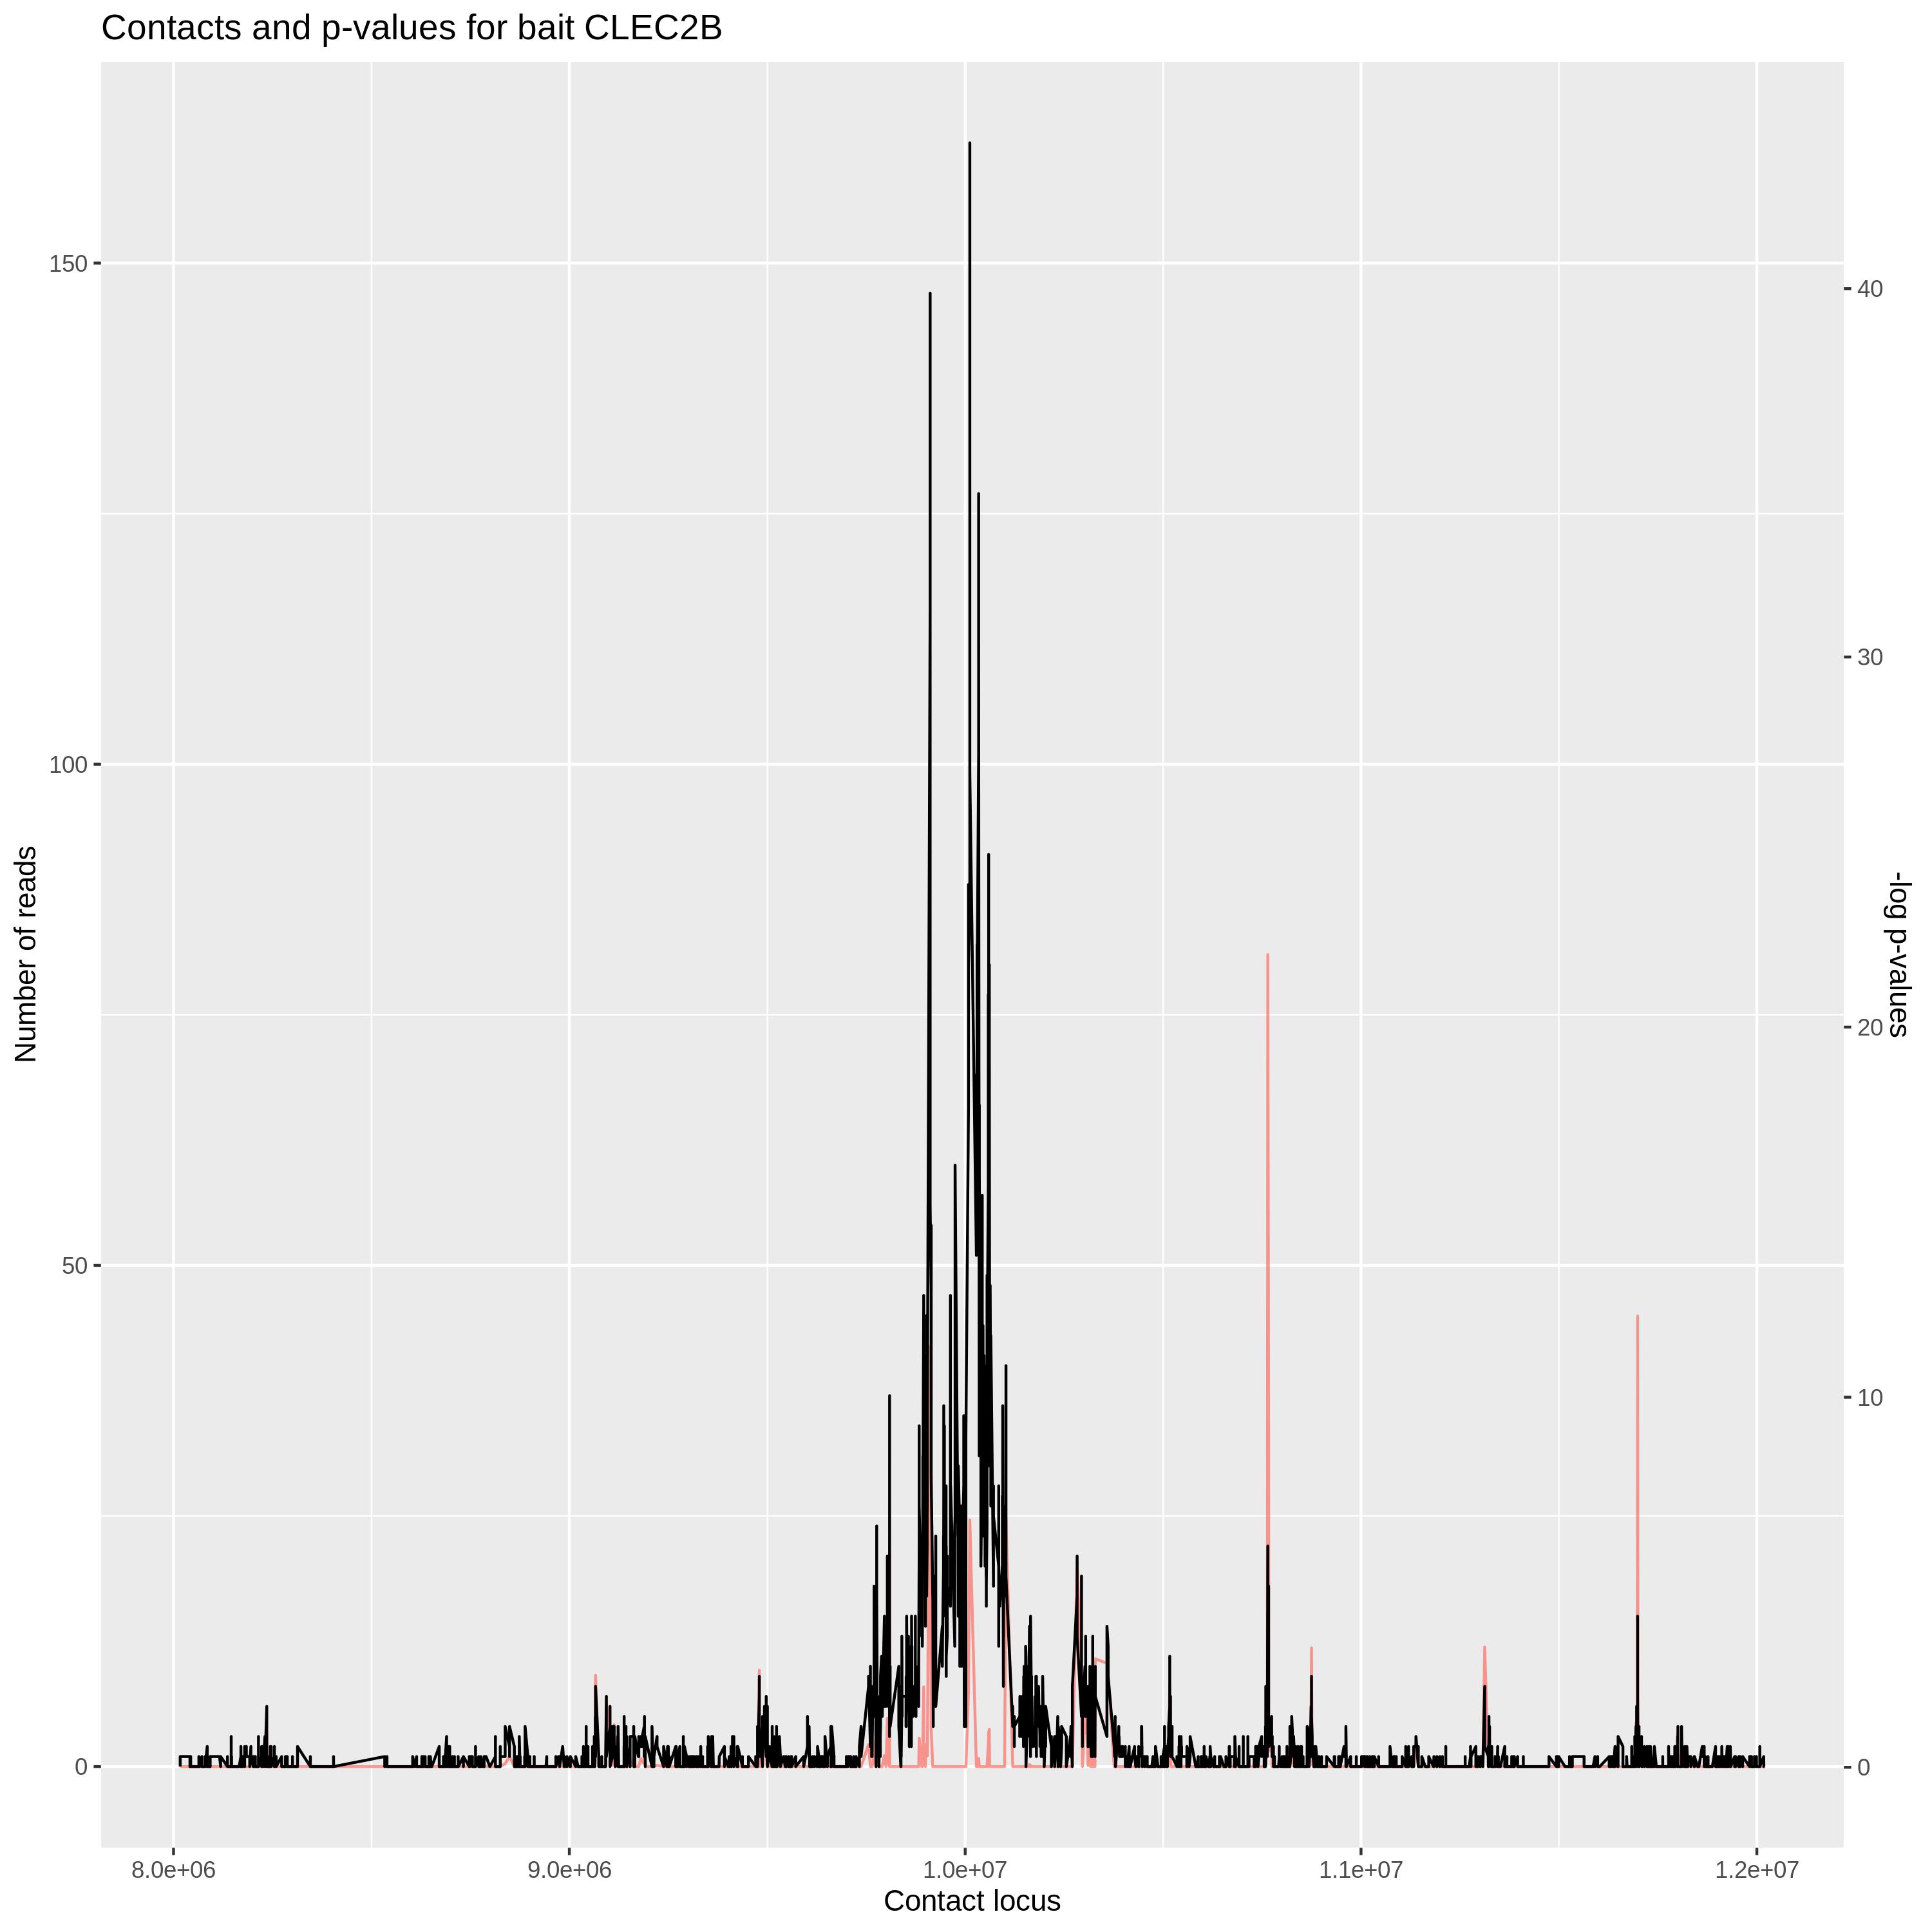 Contacts and p-values for bait CLEC2B
Number of reads
150
100
50
0
40
30
20
10
0
-log p-values
8.0e+06
9.0e+06
1.0e+07
1.1e+07
1.2e+07
Contact locus